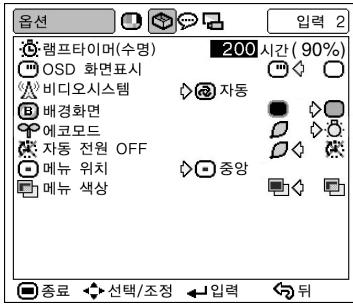 옵션 입력 2
램프타이머(수명) 200 시간 ( 90%)
OSD 화면표시
비디오시스템 자동
B 배경화면
에코모드
자동 전원 OFF
메뉴 위치 중앙
메뉴 색상
종료 선택/조정 입력 뒤